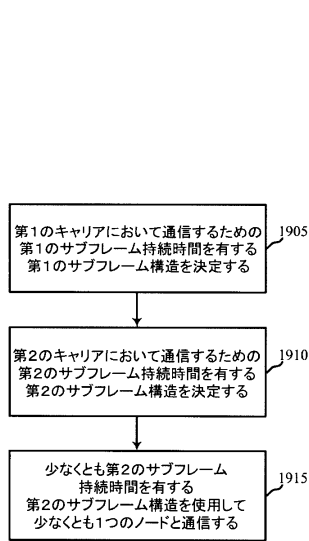 第1のキャリアにおいて通信するための
第1のサブフレーム持続時間を有する
第1のサブフレーム構造を決定する
1905
第2のキャリアにおいて通信するための
第2のサブフレーム持続時間を有する
第2のサブフレーム構造を決定する
1910
少なくとも第2のサブフレーム
持続時間を有する
第2のサブフレーム構造を使用して
少なくとも1つのノードと通信する
1915